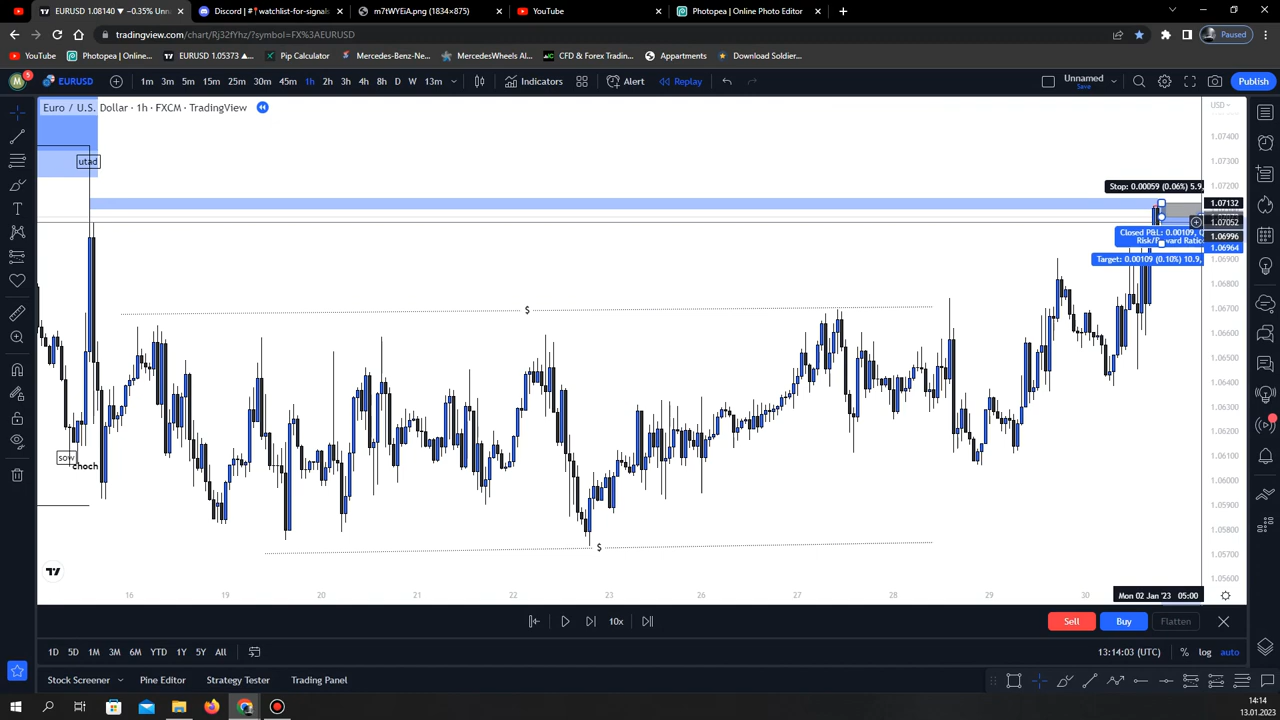 EURUSD 1.08140 ▼ −0.35% Unn
Discord | #📍watchlist-for-signals
m7tWYEiA.png (1834×875)
YouTube
Photopea | Online Photo Editor
tradingview.com/chart/Rj32fYhz/?symbol=FX%3AEURUSD
Paused
YouTube
Photopea | Online...
EURUSD 1.05373 ▲...
Pip Calculator
Mercedes-Benz-Ne...
MercedesWheels Al...
CFD & Forex Tradin...
Appartments
Download Soldier...
M
5
EURUSD
1m 3m 5m 15m 25m 30m 45m 1h 2h 3h 4h 8h D W 13m
Indicators
Alert
Replay
Unnamed
Save
Publish
Euro / U.S. Dollar · 1h · FXCM · TradingView
USD
utad
sow
choch
$
$
Stop: 0.00059 (0.06%) 5.9,
Closed P&L: 0.00109, Q
Risk/Reward Ratio
Target: 0.00109 (0.10%) 10.9,
1.07400
1.07300
1.07200
1.07132
1.07052
1.06996
1.06964
1.06900
1.06800
1.06700
1.06600
1.06500
1.06400
1.06300
1.06200
1.06100
1.06000
1.05900
1.05800
1.05700
1.05600
16 19 20 21 22 23 26 27 28 29 30
Mon 02 Jan '23 05:00
10x
Sell
Buy
Flatten
1D 5D 1M 3M 6M YTD 1Y 5Y All
13:14:03 (UTC)
% log auto
Stock Screener
Pine Editor
Strategy Tester
Trading Panel
14:14
13.01.2023